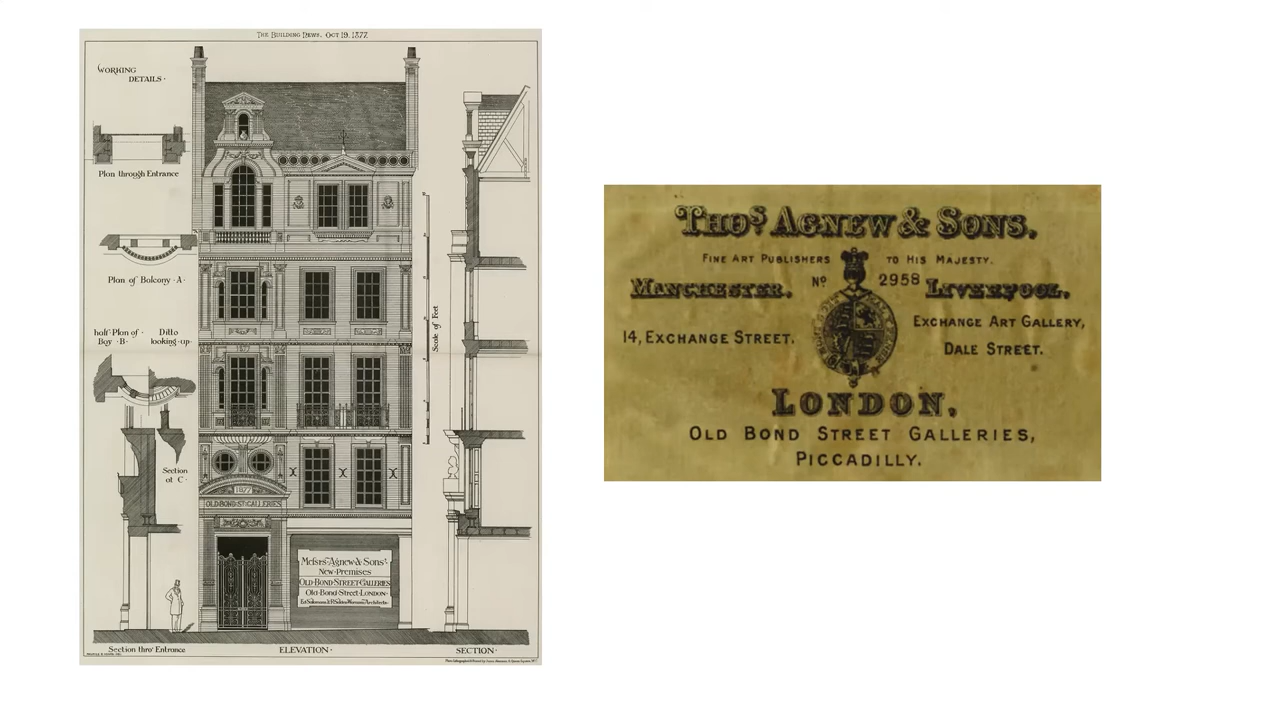 The Building News, Oct 19. 1877.
Working
Details.
Plan through Entrance
Plan of Balcony .A.
half Plan of
Bay .B.
Ditto
looking up.
Section
at C.
Scale of Feet
1877
1877
OLD BOND ST GALLERIES
Messrs Agnew & Sons'
New Premises
Old Bond Street Galleries
Old Bond Street London
Section thro' Entrance
ELEVATION.
SECTION.
Thos Agnew & Sons.
Fine Art Publishers to His Majesty.
Manchester. No 2958 Liverpool.
14, Exchange Street. Exchange Art Gallery,
Dale Street.
London.
Old Bond Street Galleries,
Piccadilly.